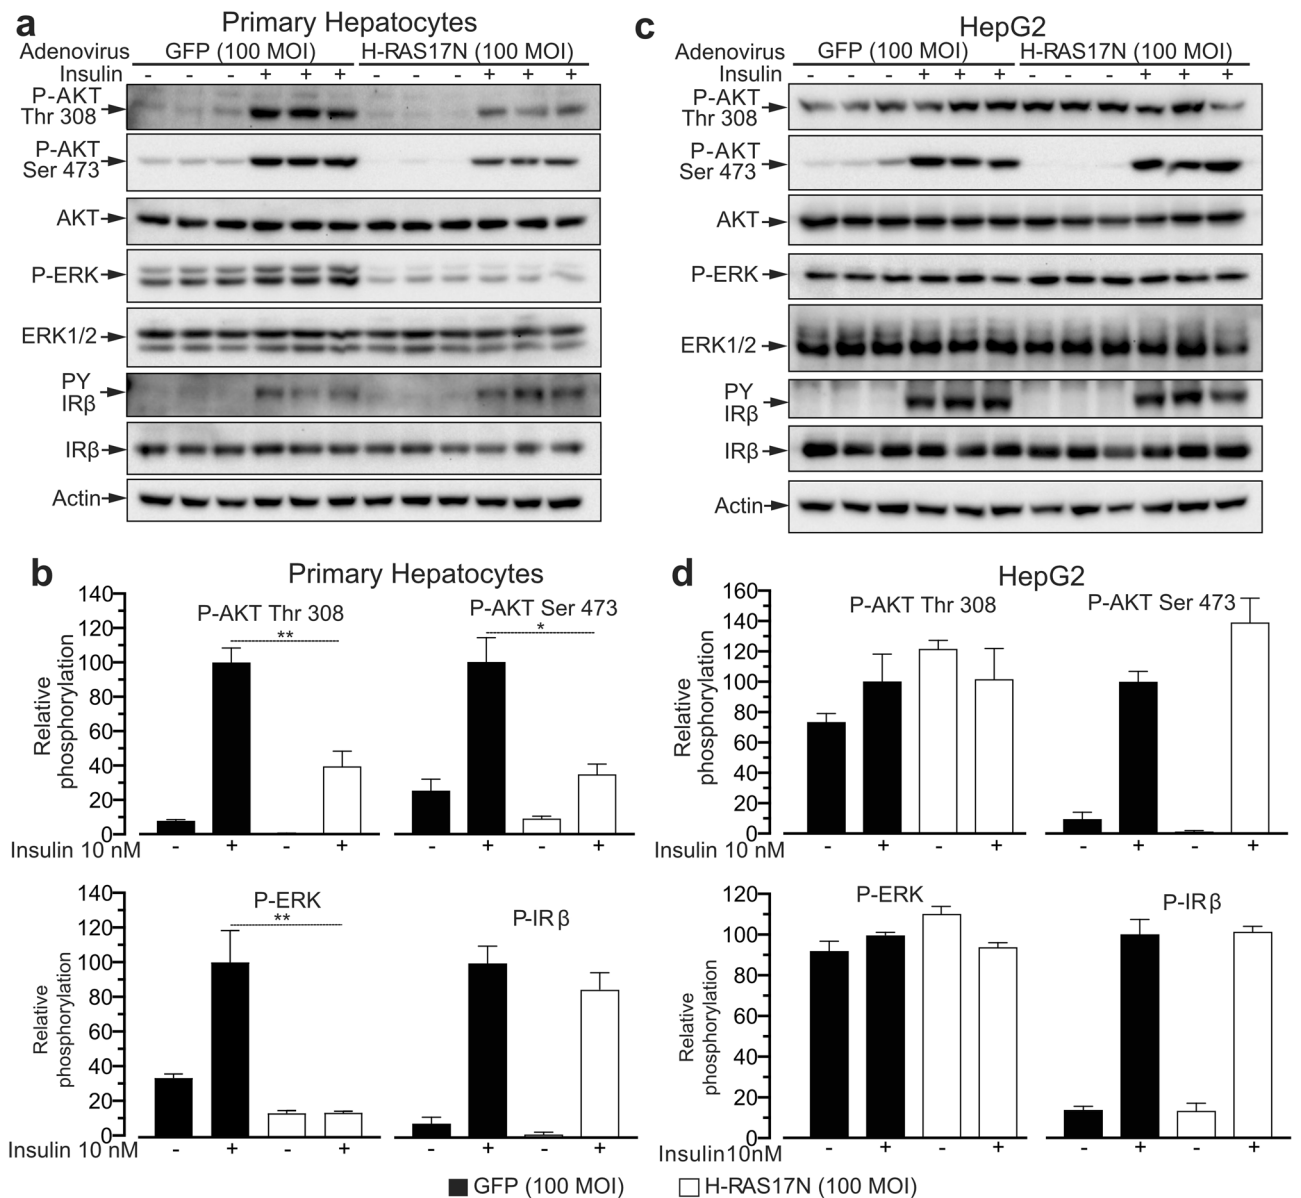 a
Primary Hepatocytes
Adenovirus GFP (100 MOI) H-RAS17N (100 MOI)
Insulin - - - + + + - - - + + +
P-AKT
Thr 308
P-AKT
Ser 473
AKT
P-ERK
ERK1/2
PY
IRβ
IRβ
Actin
c
HepG2
Adenovirus GFP (100 MOI) H-RAS17N (100 MOI)
Insulin - - - + + + - - - + + +
P-AKT
Thr 308
P-AKT
Ser 473
AKT
P-ERK
ERK1/2
PY
IRβ
IRβ
Actin
b
Primary Hepatocytes
Relative
phosphorylation
140
120
100
80
60
40
20
0
P-AKT Thr 308
**
P-AKT Ser 473
*
Insulin 10 nM - + - + - + - +
Relative
phosphorylation
140
120
100
80
60
40
20
0
P-ERK
**
P-IRβ
Insulin 10 nM - + - + - + - +
d
HepG2
Relative
phosphorylation
160
140
120
100
80
60
40
20
0
P-AKT Thr 308
P-AKT Ser 473
Insulin 10 nM - + - + - + - +
Relative
phosphorylation
120
100
80
60
40
20
0
P-ERK
P-IRβ
Insulin10nM - + - + - + - +
GFP (100 MOI) H-RAS17N (100 MOI)